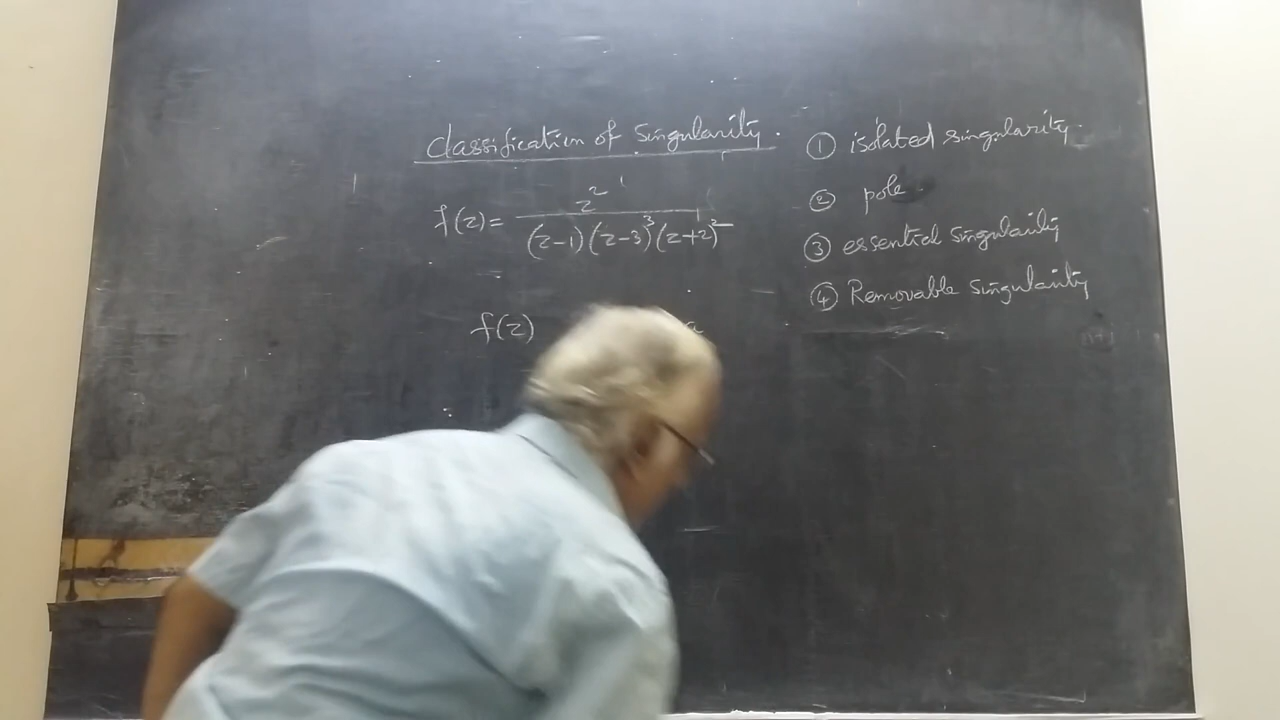 classification of Singularity.
f(z) = z² / (z-1)(z-3)³(z+2)²
f(z)
① isolated singularity.
② pole.
③ essential singularity
④ Removable Singularity